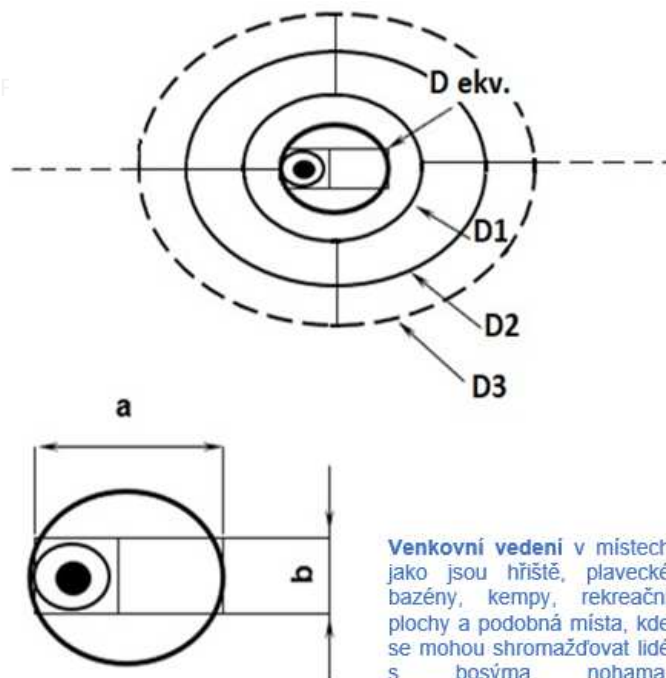 D ekv.
D1
D2
D3
a
b
Venkovní vedení v místech
jako jsou hřiště, plavecké
bazény, kempy, rekreační
plochy a podobná místa, kde
se mohou shromažďovat lidé
s bosýma nohama